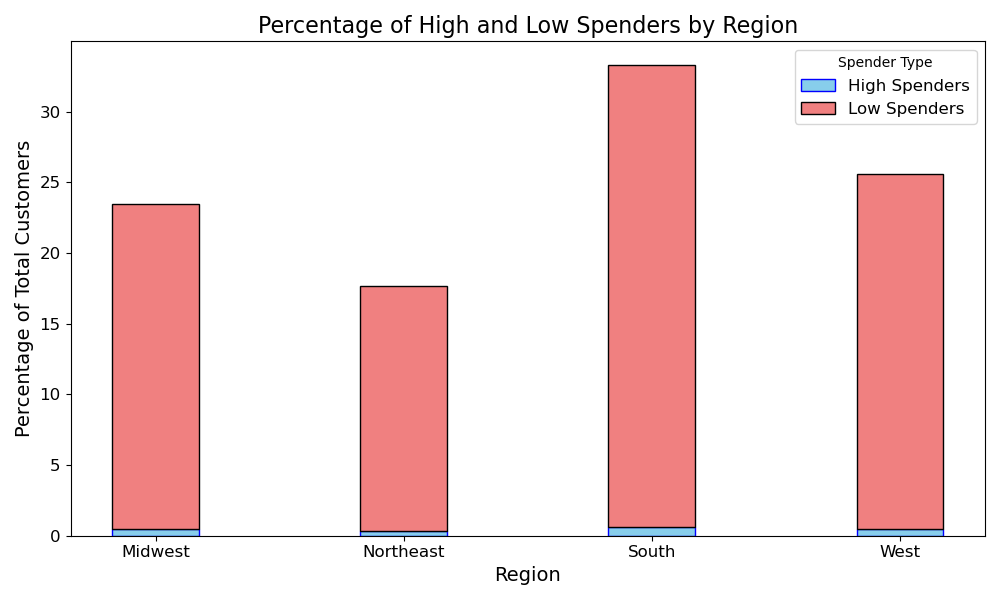 Percentage of High and Low Spenders by Region
Spender Type
High Spenders
Low Spenders
Percentage of Total Customers
30
25
20
15
10
5
0
Midwest Northeast South West
Region